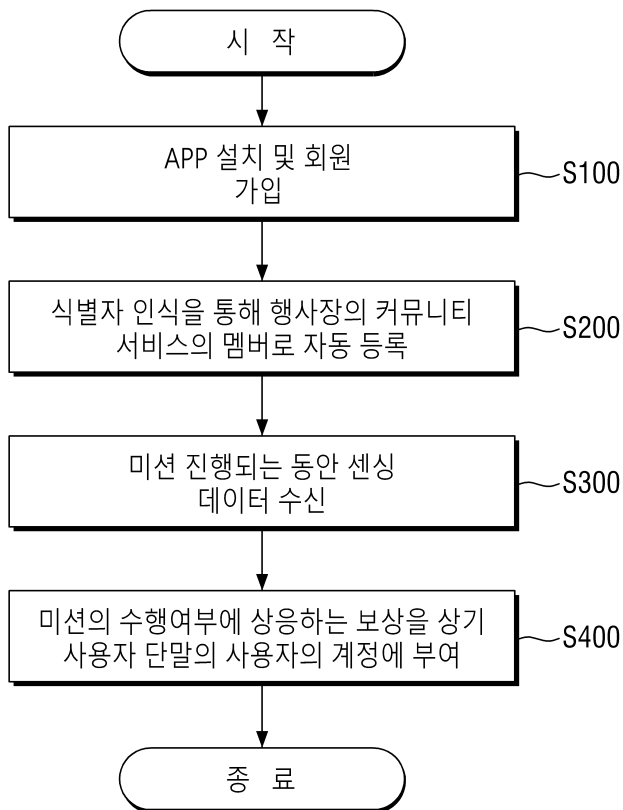 시 작
APP 설치 및 회원
가입
S100
식별자 인식을 통해 행사장의 커뮤니티
서비스의 멤버로 자동 등록
S200
미션 진행되는 동안 센싱
데이터 수신
S300
미션의 수행여부에 상응하는 보상을 상기
사용자 단말의 사용자의 계정에 부여
S400
종 료